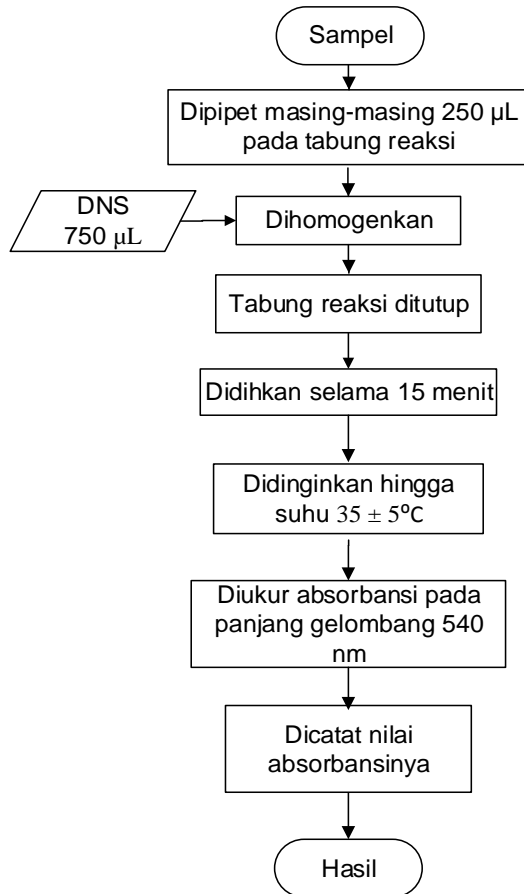 Sampel
Dipipet masing-masing 250 µL
pada tabung reaksi
DNS
750 µL
Dihomogenkan
Tabung reaksi ditutup
Didihkan selama 15 menit
Didinginkan hingga
suhu 35 ± 5⁰C
Diukur absorbansi pada
panjang gelombang 540
nm
Dicatat nilai
absorbansinya
Hasil